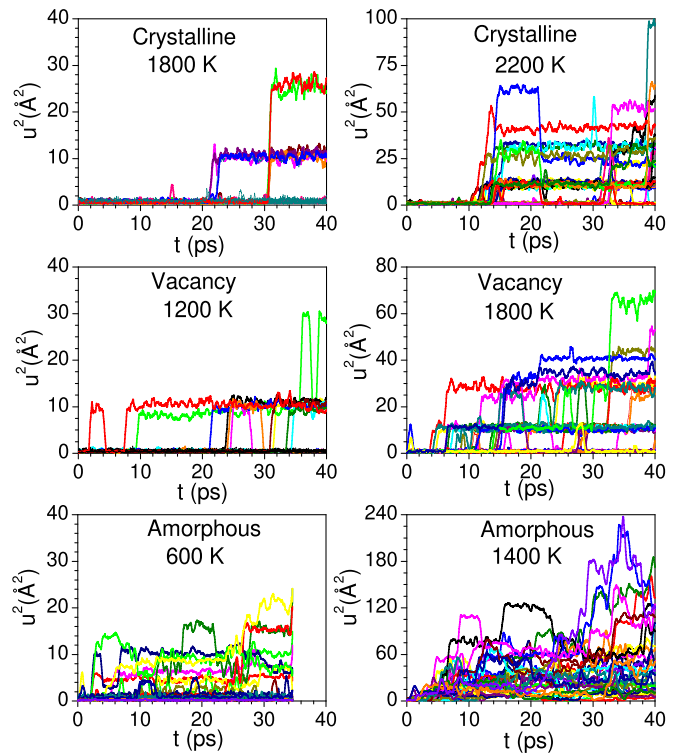 40
30
20
10
0
u²(Å²)
Crystalline
1800 K
0 10 20 30 40
t (ps)
100
75
50
25
0
u²(Å²)
Crystalline
2200 K
0 10 20 30 40
t (ps)
40
30
20
10
0
u²(Å²)
Vacancy
1200 K
0 10 20 30 40
t (ps)
80
60
40
20
0
u²(Å²)
Vacancy
1800 K
0 10 20 30 40
t (ps)
40
30
20
10
0
u²(Å²)
Amorphous
600 K
0 10 20 30 40
t (ps)
240
180
120
60
0
u²(Å²)
Amorphous
1400 K
0 10 20 30 40
t (ps)